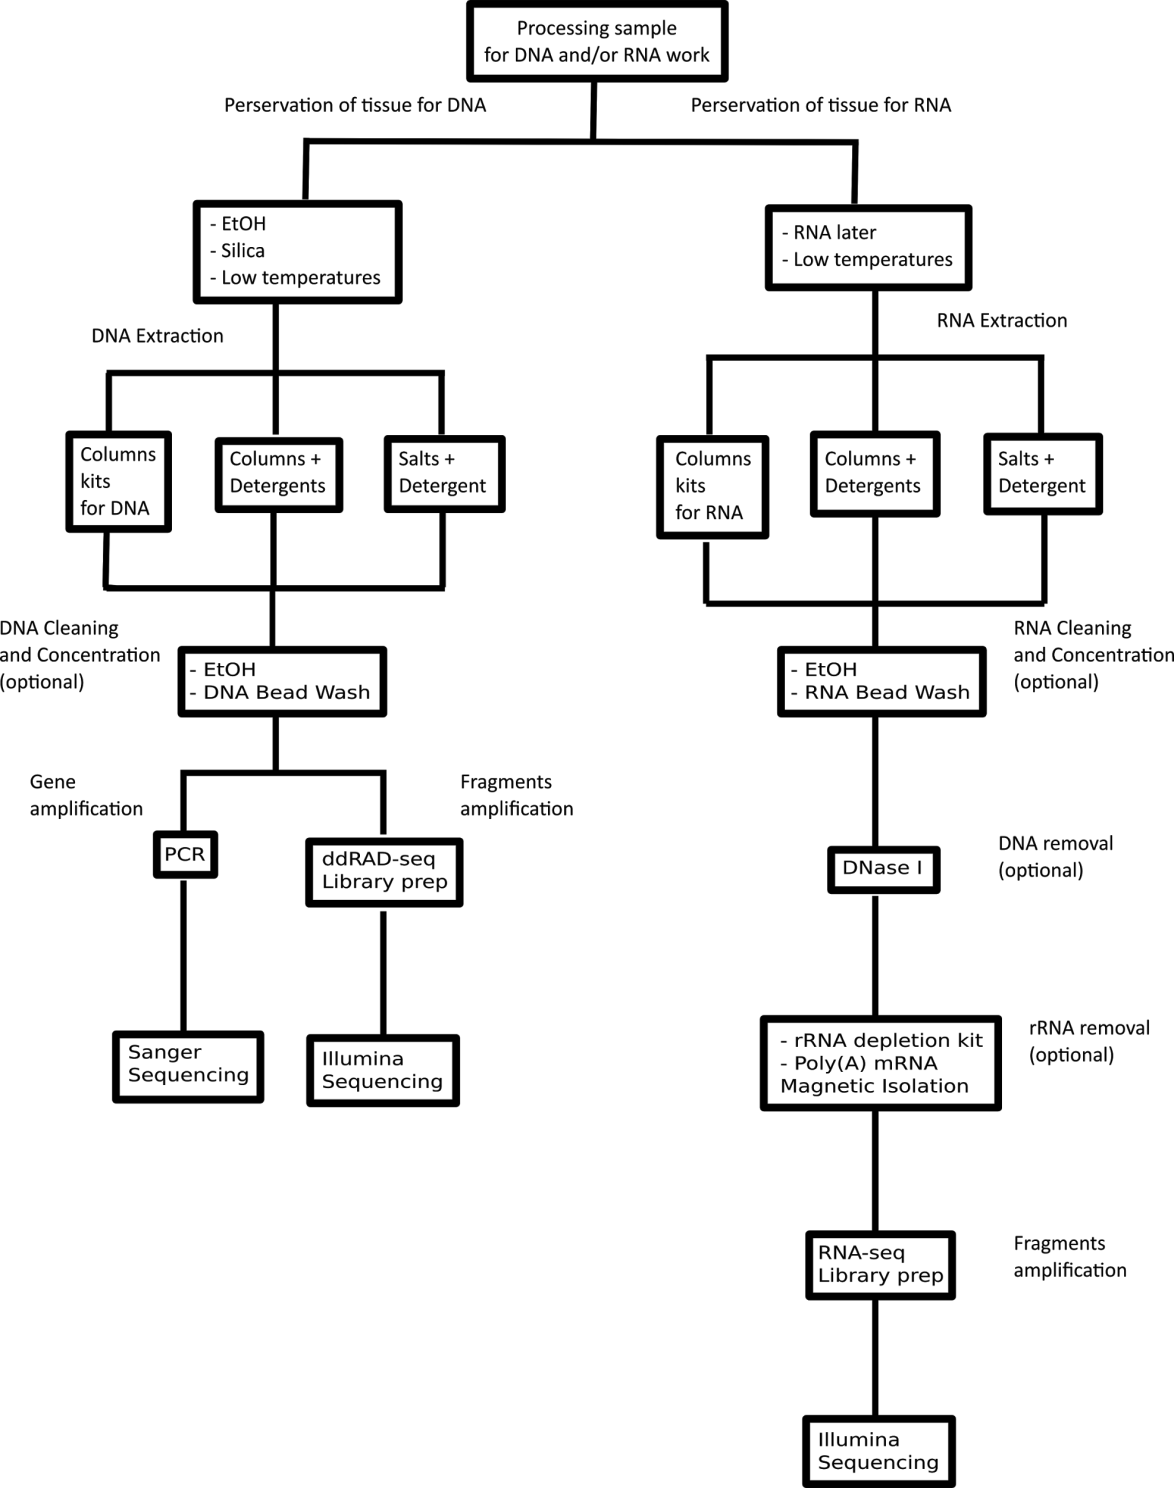 Processing sample
for DNA and/or RNA work
Perservation of tissue for DNA
Perservation of tissue for RNA
- EtOH
- Silica
- Low temperatures
- RNA later
- Low temperatures
DNA Extraction
RNA Extraction
Columns
kits
for DNA
Columns +
Detergents
Salts +
Detergent
Columns
kits
for RNA
Columns +
Detergents
Salts +
Detergent
DNA Cleaning
and Concentration
(optional)
- EtOH
- DNA Bead Wash
- EtOH
- RNA Bead Wash
RNA Cleaning
and Concentration
(optional)
Gene
amplification
Fragments
amplification
PCR
ddRAD-seq
Library prep
DNase I
DNA removal
(optional)
Sanger
Sequencing
Illumina
Sequencing
- rRNA depletion kit
- Poly(A) mRNA
Magnetic Isolation
rRNA removal
(optional)
RNA-seq
Library prep
Fragments
amplification
Illumina
Sequencing